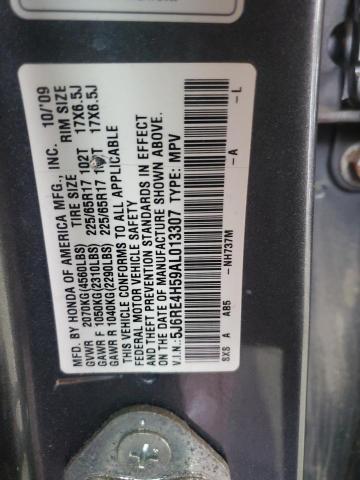 MFD. BY HONDA OF AMERICA MFG., INC. 10/'09
TIRE SIZE RIM SIZE
GVWR 2070KG(4560LBS)
GAWR F 1050KG(2310LBS) 225/65R17 102T 17X6.5J
GAWR R 1040KG(2290LBS) 225/65R17 102T 17X6.5J
THIS VEHICLE CONFORMS TO ALL APPLICABLE
FEDERAL MOTOR VEHICLE SAFETY AND
THEFT PREVENTION STANDARDS IN EFFECT
ON THE DATE OF MANUFACTURE SHOWN ABOVE.
V.I.N.: 5J6RE4H59AL013307 TYPE: MPV
-NH737M -A -L
SXS A AB5